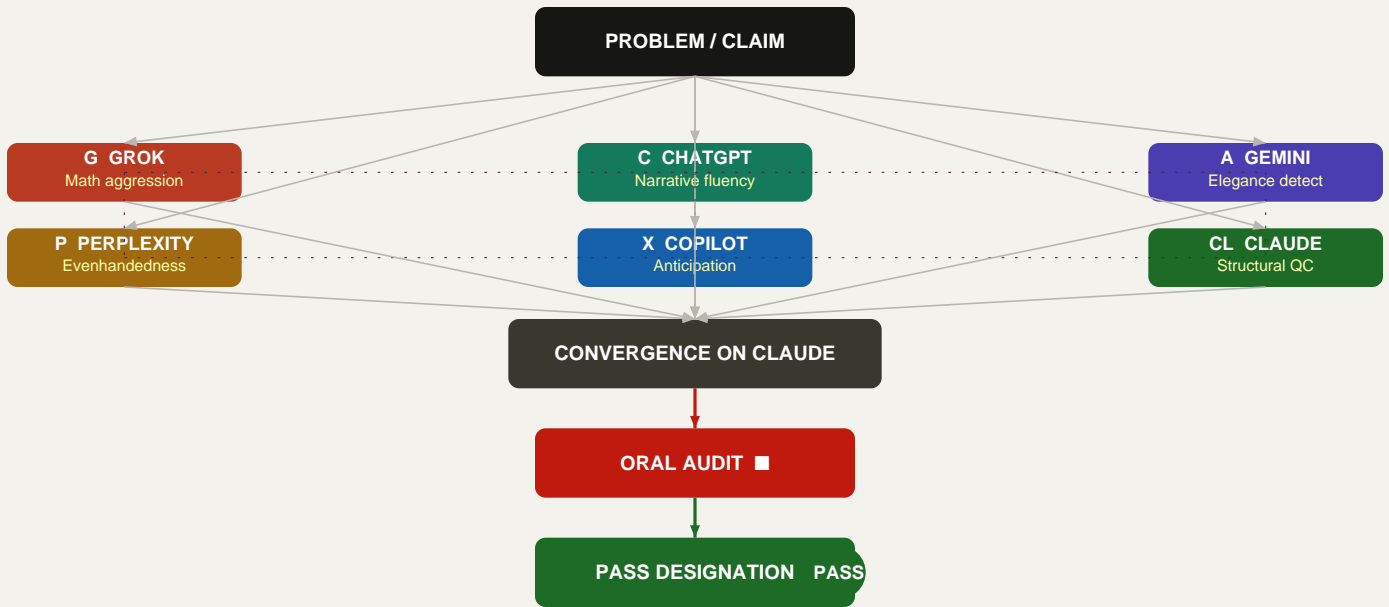 PROBLEM / CLAIM
G GROK
Math aggression
C CHATGPT
Narrative fluency
A GEMINI
Elegance detect
P PERPLEXITY
Evenhandedness
X COPILOT
Anticipation
CL CLAUDE
Structural QC
CONVERGENCE ON CLAUDE
ORAL AUDIT ■
PASS DESIGNATION PASS